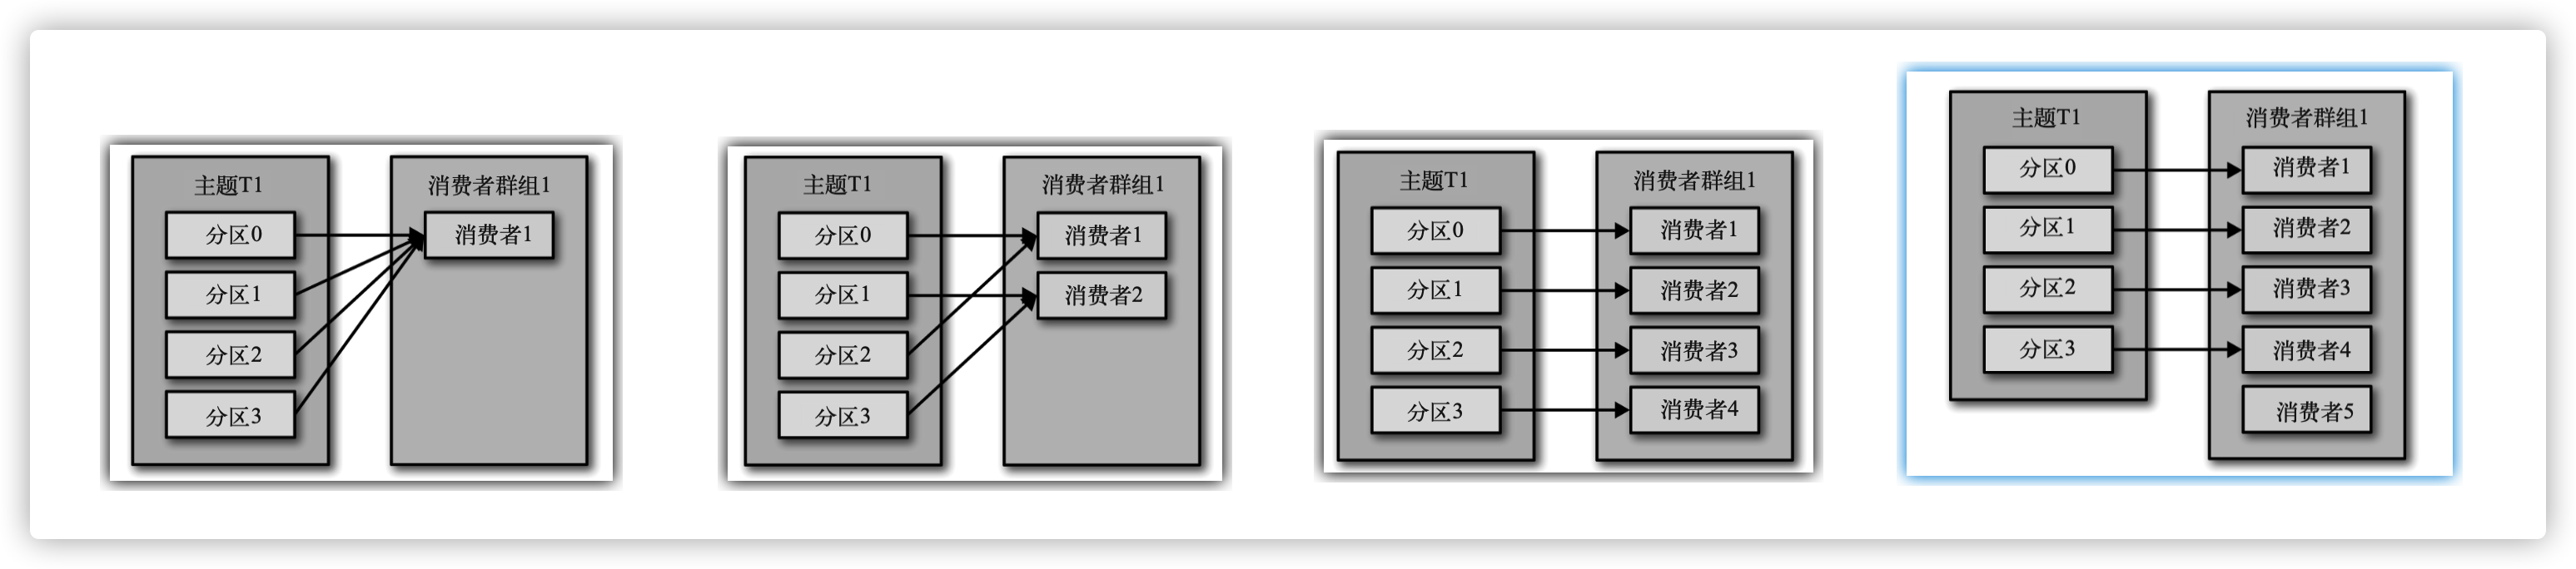 主题T1
分区0
分区1
分区2
分区3
消费者群组1
消费者1
主题T1
分区0
分区1
分区2
分区3
消费者群组1
消费者1
消费者2
主题T1
分区0
分区1
分区2
分区3
消费者群组1
消费者1
消费者2
消费者3
消费者4
主题T1
分区0
分区1
分区2
分区3
消费者群组1
消费者1
消费者2
消费者3
消费者4
消费者5